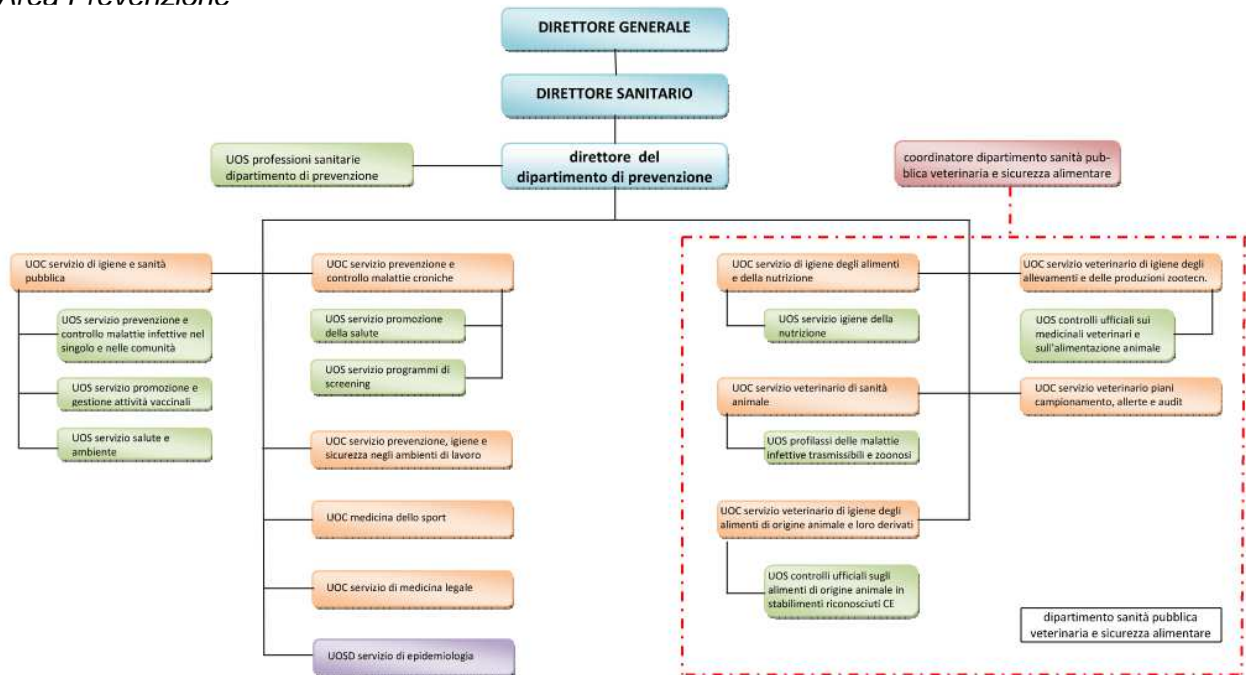 Area Prevenzione
DIRETTORE GENERALE
DIRETTORE SANITARIO
UOS professioni sanitarie
dipartimento di prevenzione
direttore del
dipartimento di prevenzione
coordinatore dipartimento sanità pub-
blica veterinaria e sicurezza alimentare
UOC servizio di igiene e sanità
pubblica
UOS servizio prevenzione e
controllo malattie infettive nel
singolo e nelle comunità
UOS servizio promozione e
gestione attività vaccinali
UOS servizio salute e
ambiente
UOC servizio prevenzione e
controllo malattie croniche
UOS servizio promozione
della salute
UOS servizio programmi di
screening
UOC servizio prevenzione, igiene e
sicurezza negli ambienti di lavoro
UOC medicina dello sport
UOC servizio di medicina legale
UOSD servizio di epidemiologia
UOC servizio di igiene degli alimenti
e della nutrizione
UOS servizio igiene della
nutrizione
UOC servizio veterinario di sanità
animale
UOS profilassi delle malattie
infettive trasmissibili e zoonosi
UOC servizio veterinario di igiene degli
alimenti di origine animale e loro derivati
UOS controlli ufficiali sugli
alimenti di origine animale in
stabilimenti riconosciuti CE
UOC servizio veterinario di igiene degli
allevamenti e delle produzioni zootecn.
UOS controlli ufficiali sui
medicinali veterinari e
sull'alimentazione animale
UOC servizio veterinario piani
campionamento, allerte e audit
dipartimento sanità pubblica
veterinaria e sicurezza alimentare